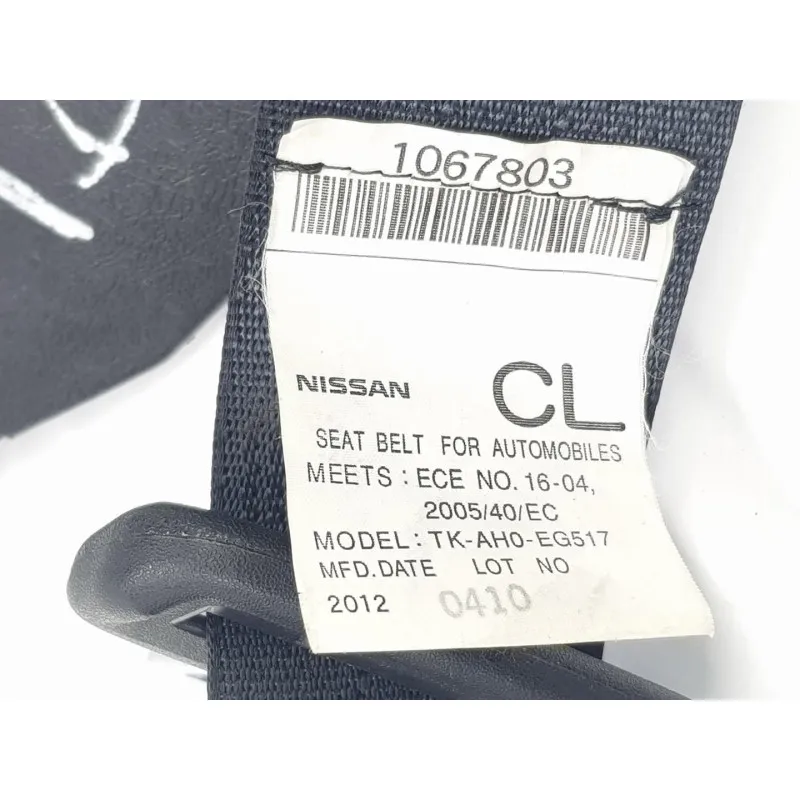 1067803
NISSAN CL
SEAT BELT FOR AUTOMOBILES
MEETS : ECE NO. 16-04,
2005/40/EC
MODEL: TK-AH0-EG517
MFD.DATE LOT NO
2012 0410